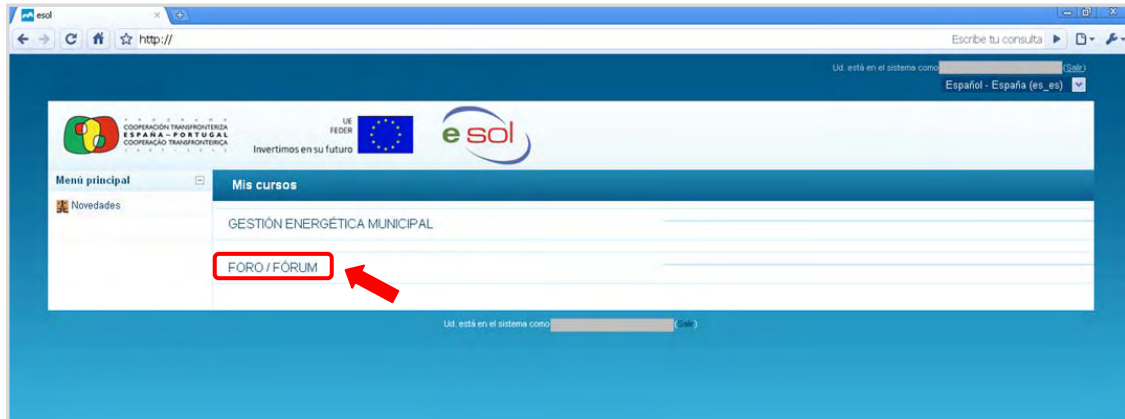 esol
http://
Escribe tu consulta
Ud. está en el sistema como (Salir)
Español - España (es_es)
COOPERACIÓN TRANSFRONTERIZA
ESPAÑA – PORTUGAL
COOPERAÇÃO TRANSFRONTEIRIÇA
UE
FEDER
Invertimos en su futuro
e sol
Menú principal
Mis cursos
Novedades
GESTIÓN ENERGÉTICA MUNICIPAL
FORO / FÓRUM
Ud. está en el sistema como (Salir)